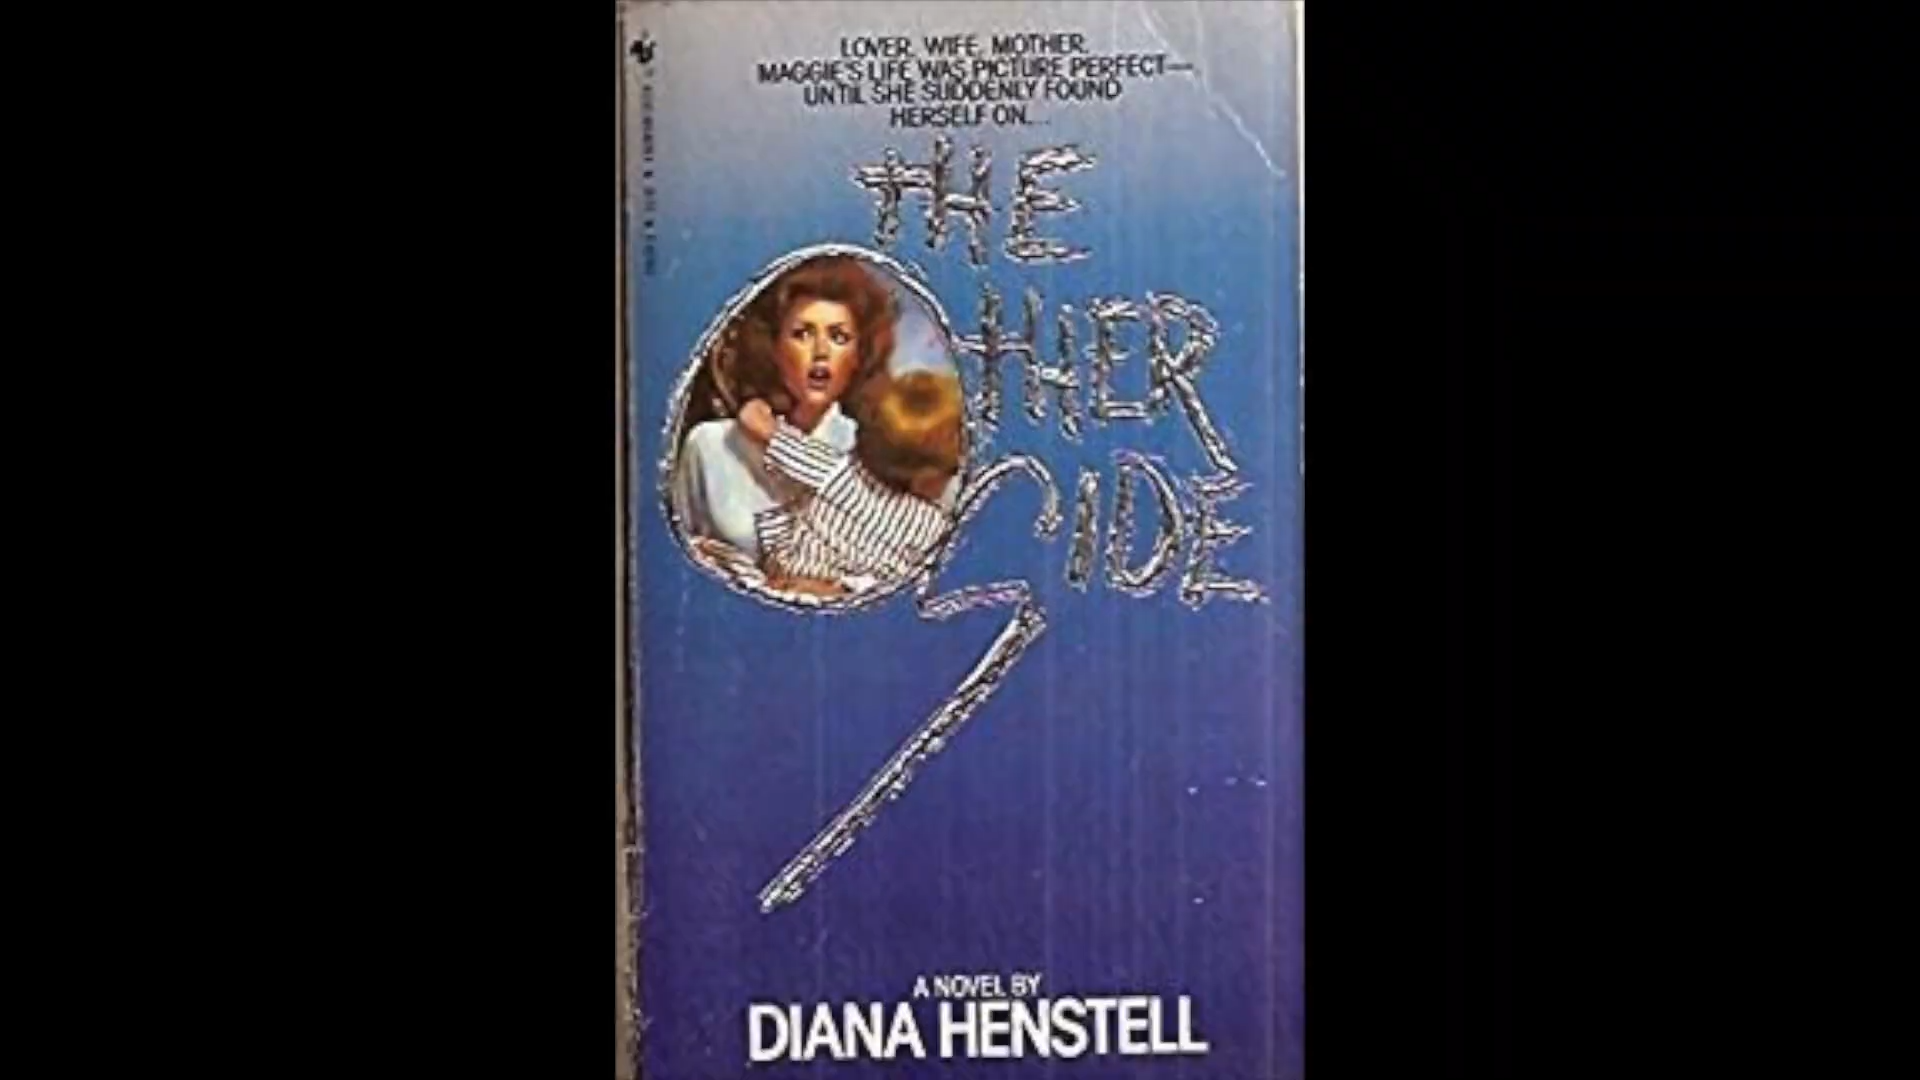 LOVER. WIFE. MOTHER.
MAGGIE'S LIFE WAS PICTURE PERFECT—
UNTIL SHE SUDDENLY FOUND
HERSELF ON...
THE
OTHER
SIDE
A NOVEL BY
DIANA HENSTELL